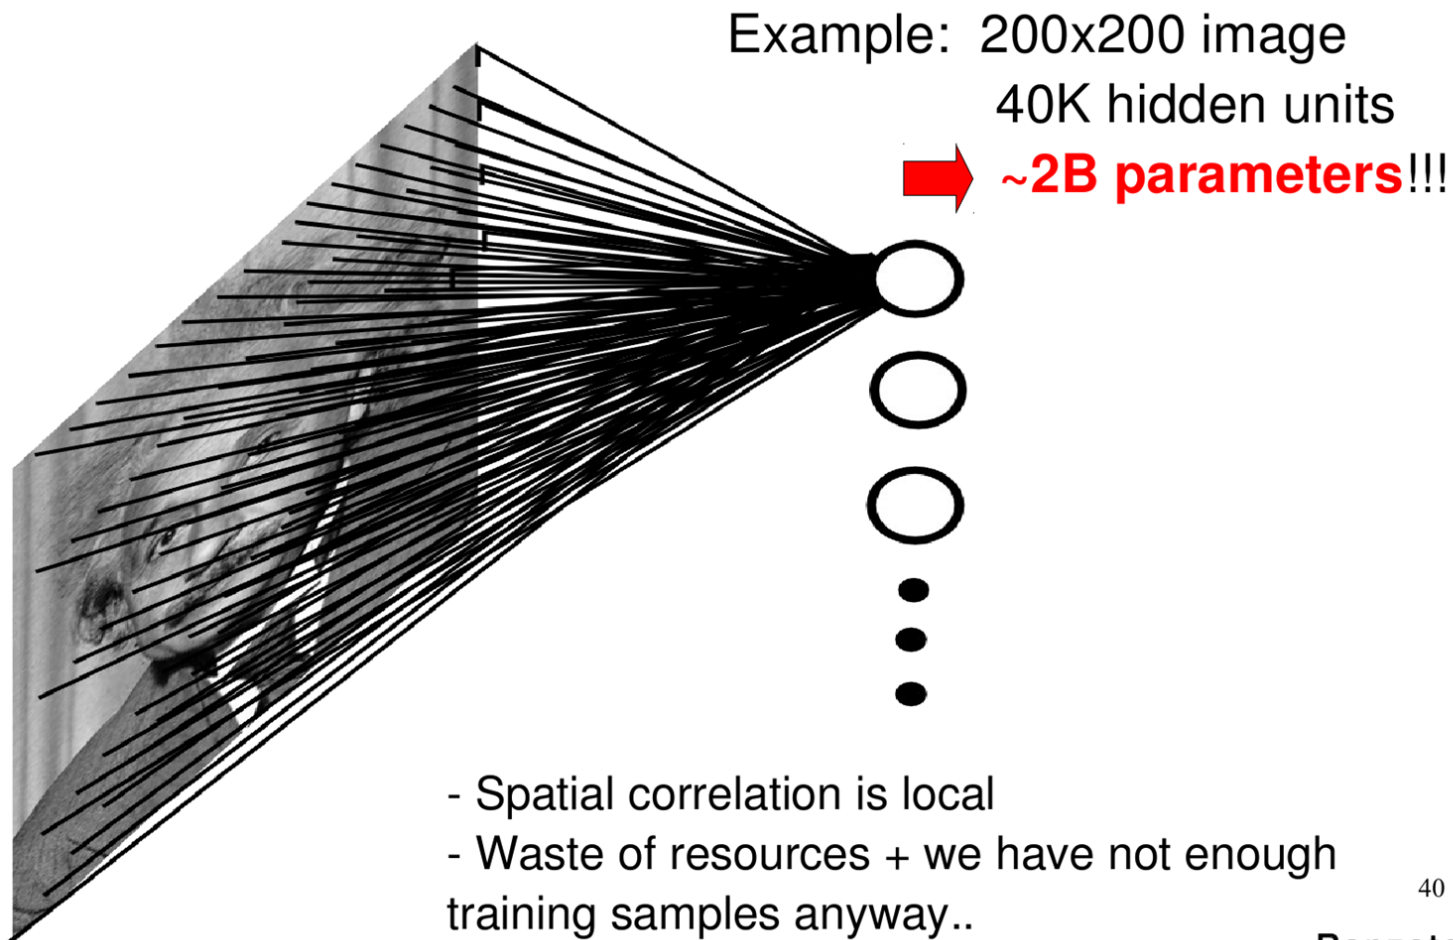 Example: 200x200 image
40K hidden units
~2B parameters!!!
- Spatial correlation is local
- Waste of resources + we have not enough
training samples anyway..
40